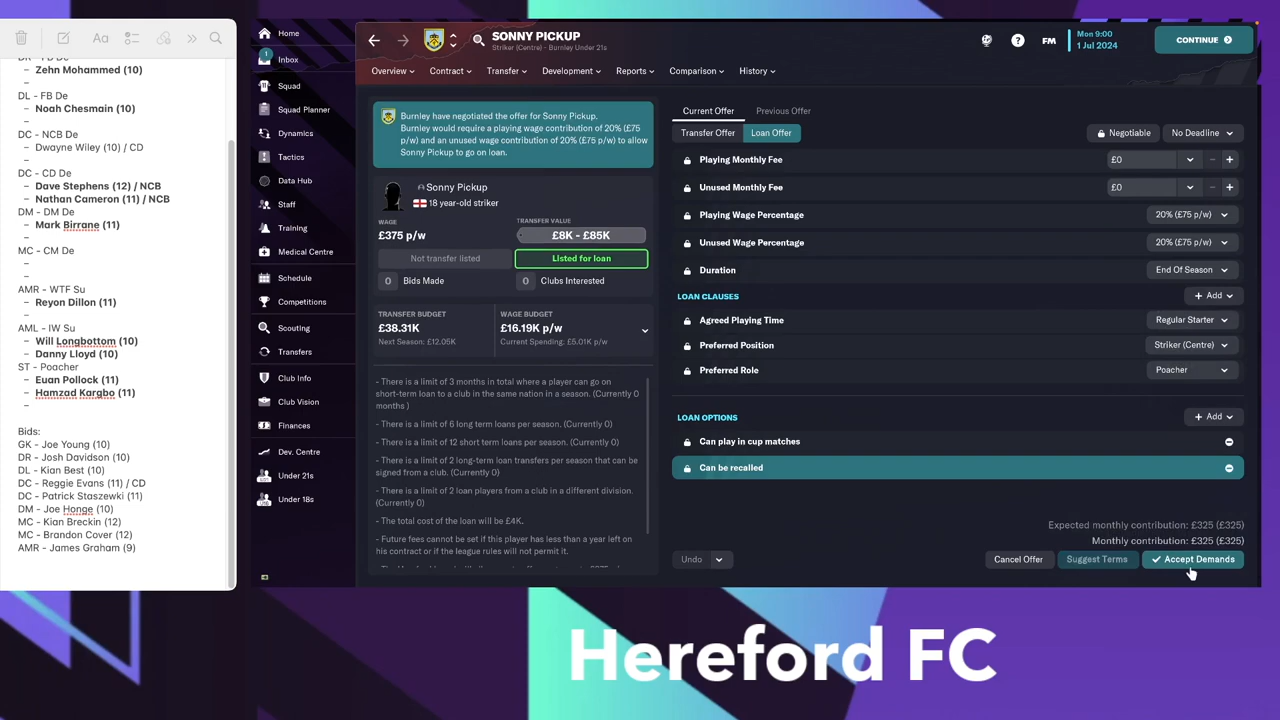 DR - FB De
- Zehn Mohammed (10)
-
DL - FB De
- Noah Chesmain (10)
-
DC - NCB De
- Dwayne Wiley (10) / CD
-
DC - CD De
- Dave Stephens (12) / NCB
- Nathan Cameron (11) / NCB
DM - DM De
- Mark Birrane (11)
-
MC - CM De
-
-
AMR - WTF Su
- Reyon Dillon (11)
-
AML - IW Su
- Will Longbottom (10)
- Danny Lloyd (10)
ST - Poacher
- Euan Pollock (11)
- Hamzad Kargbo (11)
-
Bids:
GK - Joe Young (10)
DR - Josh Davidson (10)
DL - Kian Best (10)
DC - Reggie Evans (11) / CD
DC - Patrick Staszewki (11)
DM - Joe Honge (10)
MC - Kian Breckin (12)
MC - Brandon Cover (12)
AMR - James Graham (9)
Home
1
Inbox
Squad
Squad Planner
Dynamics
Tactics
Data Hub
Staff
Training
Medical Centre
Schedule
Competitions
Scouting
Transfers
Club Info
Club Vision
Finances
Dev. Centre
Under 21s
Under 18s
SONNY PICKUP
Striker (Centre) - Burnley Under 21s
FM
Mon 9:00
1 Jul 2024
CONTINUE
Overview
Contract
Transfer
Development
Reports
Comparison
History
Burnley have negotiated the offer for Sonny Pickup.
Burnley would require a playing wage contribution of 20% (£75
p/w) and an unused wage contribution of 20% (£75 p/w) to allow
Sonny Pickup to go on loan.
Sonny Pickup
18 year-old striker
WAGE
£375 p/w
TRANSFER VALUE
£8K - £85K
Not transfer listed
Listed for loan
0 Bids Made
0 Clubs Interested
TRANSFER BUDGET
£38.31K
Next Season: £12.05K
WAGE BUDGET
£16.19K p/w
Current Spending: £5.01K p/w
- There is a limit of 3 months in total where a player can go on
short-term loan to a club in the same nation in a season. (Currently 0
months )
- There is a limit of 6 long term loans per season. (Currently 0)
- There is a limit of 12 short term loans per season. (Currently 0)
- There is a limit of 2 long-term loan transfers per season that can be
signed from a club. (Currently 0)
- There is a limit of 2 loan players from a club in a different division.
(Currently 0)
- The total cost of the loan will be £4K.
- Future fees cannot be set if this player has less than a year left on
his contract or if the league rules will not permit it.
Current Offer
Previous Offer
Transfer Offer
Loan Offer
Negotiable
No Deadline
Playing Monthly Fee £0
Unused Monthly Fee £0
Playing Wage Percentage 20% (£75 p/w)
Unused Wage Percentage 20% (£75 p/w)
Duration End Of Season
LOAN CLAUSES + Add
Agreed Playing Time Regular Starter
Preferred Position Striker (Centre)
Preferred Role Poacher
LOAN OPTIONS + Add
Can play in cup matches
Can be recalled
Expected monthly contribution: £325 (£325)
Monthly contribution: £325 (£325)
Undo
Cancel Offer
Suggest Terms
Accept Demands
Hereford FC